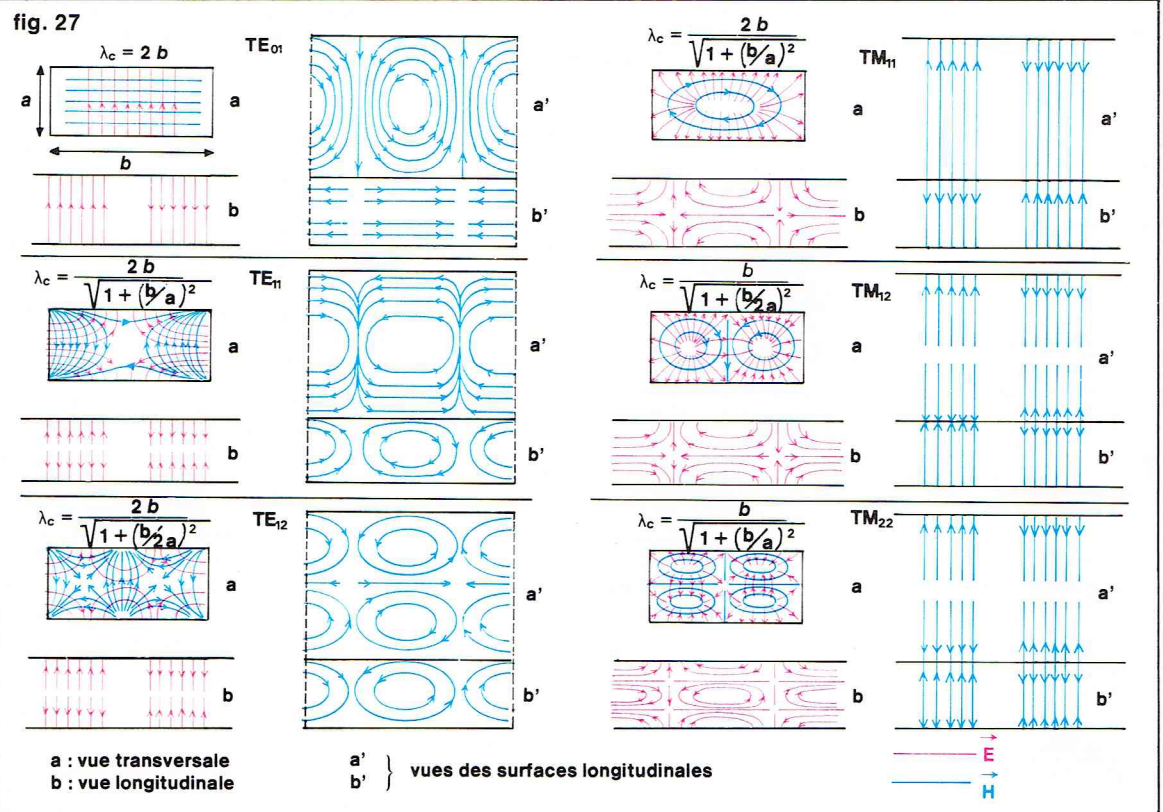 fig. 27
λc = 2 b
TE01
a
b
a
b
a'
b'
λc = 2 b / √1 + (b/a)²
TM11
a
b
a'
b'
λc = 2 b / √1 + (b/a)²
TE11
a
b
a'
b'
λc = b / √1 + (b/2a)²
TM12
a
b
a'
b'
λc = 2 b / √1 + (b/2a)²
TE12
a
b
a'
b'
λc = b / √1 + (b/a)²
TM22
a
b
a'
b'
a : vue transversale
b : vue longitudinale
a'
b' } vues des surfaces longitudinales
E
H